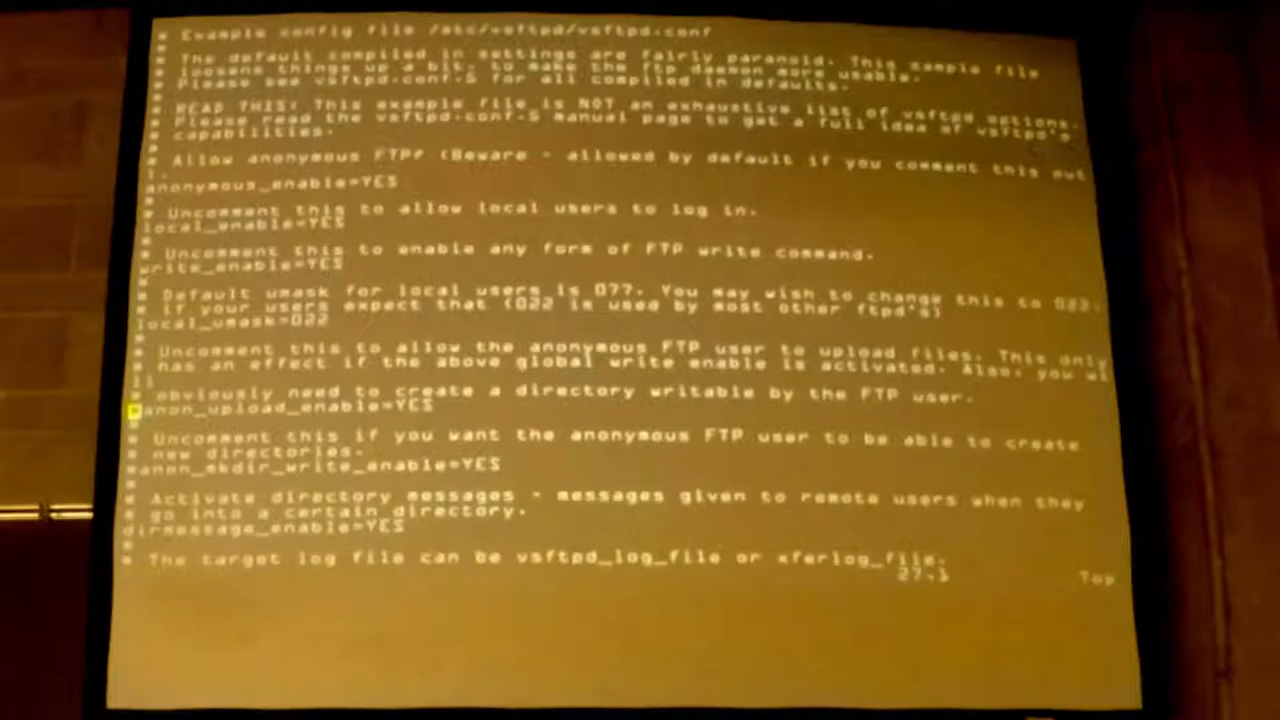 # Example config file /etc/vsftpd/vsftpd.conf
#
# The default compiled in settings are fairly paranoid. This sample file
# loosens things up a bit, to make the ftp daemon more usable.
# Please see vsftpd.conf.5 for all compiled in defaults.
#
# READ THIS: This example file is NOT an exhaustive list of vsftpd options.
# Please read the vsftpd.conf.5 manual page to get a full idea of vsftpd's
# capabilities.
#
# Allow anonymous FTP? (Beware - allowed by default if you comment this out
).
anonymous_enable=YES
#
# Uncomment this to allow local users to log in.
local_enable=YES
#
# Uncomment this to enable any form of FTP write command.
write_enable=YES
#
# Default umask for local users is 077. You may wish to change this to 022,
# if your users expect that (022 is used by most other ftpd's)
local_umask=022
#
# Uncomment this to allow the anonymous FTP user to upload files. This only
# has an effect if the above global write enable is activated. Also, you wi
ll
# obviously need to create a directory writable by the FTP user.
#anon_upload_enable=YES
#
# Uncomment this if you want the anonymous FTP user to be able to create
# new directories.
#anon_mkdir_write_enable=YES
#
# Activate directory messages - messages given to remote users when they
# go into a certain directory.
dirmessage_enable=YES
#
# The target log file can be vsftpd_log_file or xferlog_file.
27,1 Top